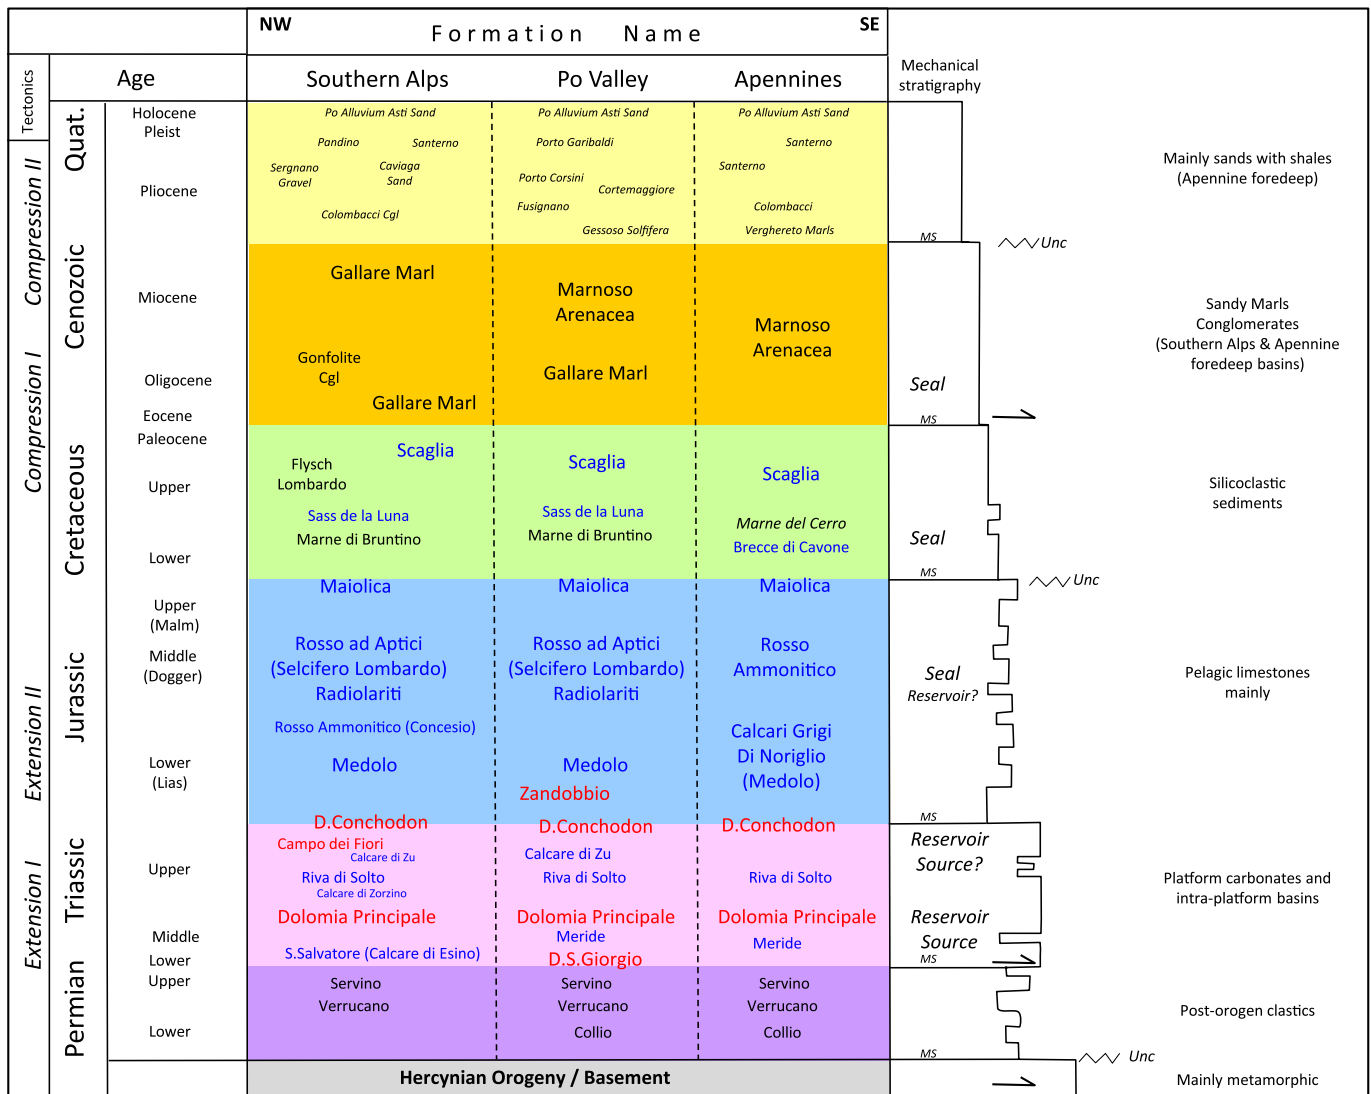 NW
Formation Name
SE
Tectonics
Age
Southern Alps
Po Valley
Apennines
Mechanical
stratigraphy
Compression II
Compression I
Extension II
Extension I
Quat.
Cenozoic
Cretaceous
Jurassic
Triassic
Permian
Holocene
Pleist
Pliocene
Miocene
Oligocene
Eocene
Paleocene
Upper
Lower
Upper
(Malm)
Middle
(Dogger)
Lower
(Lias)
Upper
Middle
Lower
Upper
Lower
Po Alluvium Asti Sand
Pandino
Santerno
Sergnano
Gravel
Caviaga
Sand
Colombacci Cgl
Gallare Marl
Gonfolite
Cgl
Gallare Marl
Scaglia
Flysch
Lombardo
Sass de la Luna
Marne di Bruntino
Maiolica
Rosso ad Aptici
(Selcifero Lombardo)
Radiolariti
Rosso Ammonitico (Concesio)
Medolo
D.Conchodon
Campo dei Fiori
Calcare di Zu
Riva di Solto
Calcare di Zorzino
Dolomia Principale
S.Salvatore (Calcare di Esino)
Servino
Verrucano
Po Alluvium Asti Sand
Porto Garibaldi
Porto Corsini
Cortemaggiore
Fusignano
Gessoso Solfifera
Marnoso
Arenacea
Gallare Marl
Scaglia
Sass de la Luna
Marne di Bruntino
Maiolica
Rosso ad Aptici
(Selcifero Lombardo)
Radiolariti
Medolo
Zandobbio
D.Conchodon
Calcare di Zu
Riva di Solto
Dolomia Principale
Meride
D.S.Giorgio
Servino
Verrucano
Collio
Po Alluvium Asti Sand
Santerno
Santerno
Colombacci
Verghereto Marls
Marnoso
Arenacea
Scaglia
Marne del Cerro
Brecce di Cavone
Maiolica
Rosso
Ammonitico
Calcari Grigi
Di Noriglio
(Medolo)
D.Conchodon
Riva di Solto
Dolomia Principale
Meride
Servino
Verrucano
Collio
Hercynian Orogeny / Basement
MS
Unc
Seal
MS
Seal
MS
Unc
Seal
Reservoir?
MS
Reservoir
Source?
Reservoir
Source
MS
MS
Unc
Mainly sands with shales
(Apennine foredeep)
Sandy Marls
Conglomerates
(Southern Alps & Apennine
foredeep basins)
Silicoclastic
sediments
Pelagic limestones
mainly
Platform carbonates and
intra-platform basins
Post-orogen clastics
Mainly metamorphic